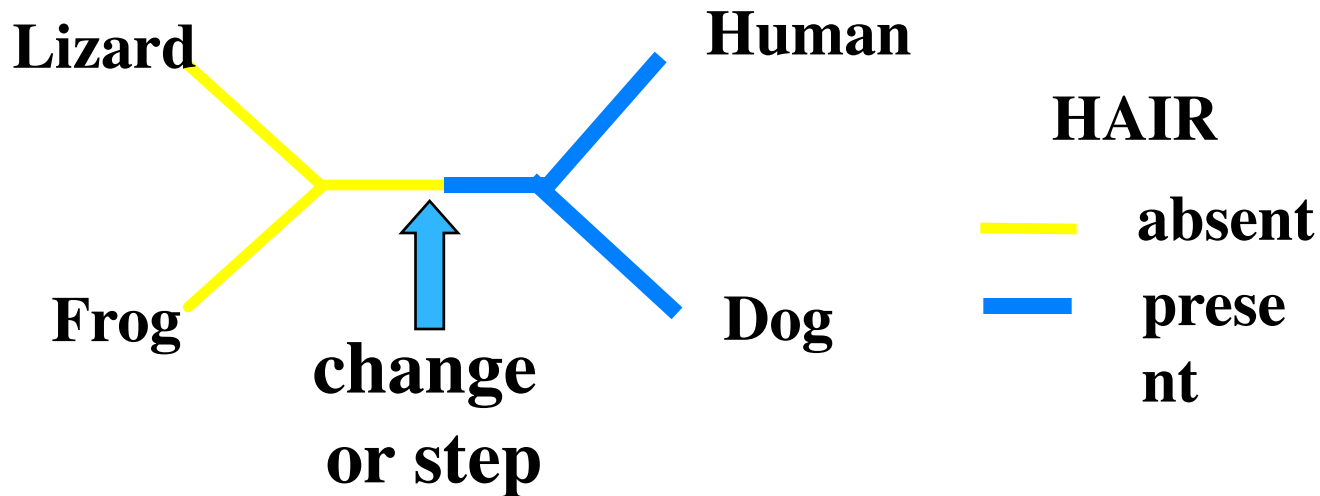 Lizard
Human
HAIR
absent
Frog
Dog
prese
nt
change
or step